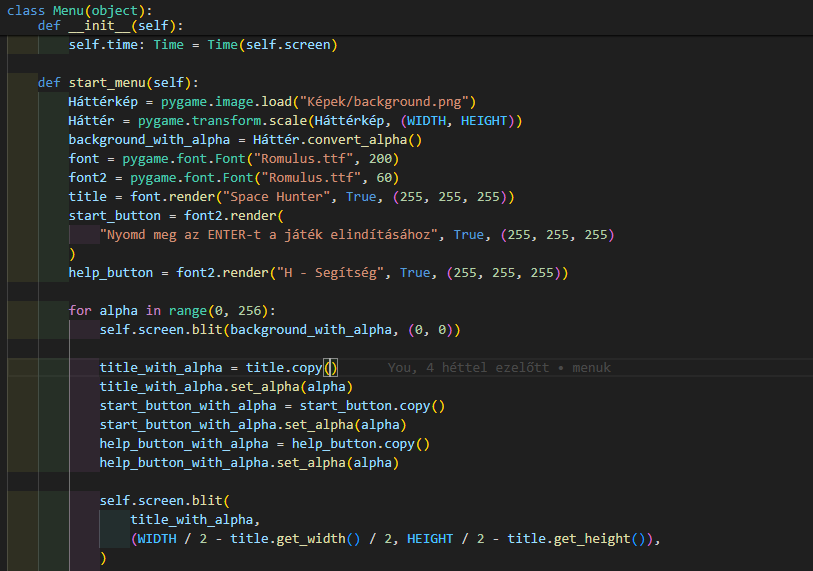 class Menu(object):
    def __init__(self):
        self.time: Time = Time(self.screen)

    def start_menu(self):
        Háttérkép = pygame.image.load("Képek/background.png")
        Háttér = pygame.transform.scale(Háttérkép, (WIDTH, HEIGHT))
        background_with_alpha = Háttér.convert_alpha()
        font = pygame.font.Font("Romulus.ttf", 200)
        font2 = pygame.font.Font("Romulus.ttf", 60)
        title = font.render("Space Hunter", True, (255, 255, 255))
        start_button = font2.render(
            "Nyomd meg az ENTER-t a játék elindításához", True, (255, 255, 255)
        )
        help_button = font2.render("H - Segítség", True, (255, 255, 255))

        for alpha in range(0, 256):
            self.screen.blit(background_with_alpha, (0, 0))

            title_with_alpha = title.copy()      You, 4 héttel ezelőtt • menuk
            title_with_alpha.set_alpha(alpha)
            start_button_with_alpha = start_button.copy()
            start_button_with_alpha.set_alpha(alpha)
            help_button_with_alpha = help_button.copy()
            help_button_with_alpha.set_alpha(alpha)

            self.screen.blit(
                title_with_alpha,
                (WIDTH / 2 - title.get_width() / 2, HEIGHT / 2 - title.get_height()),
            )